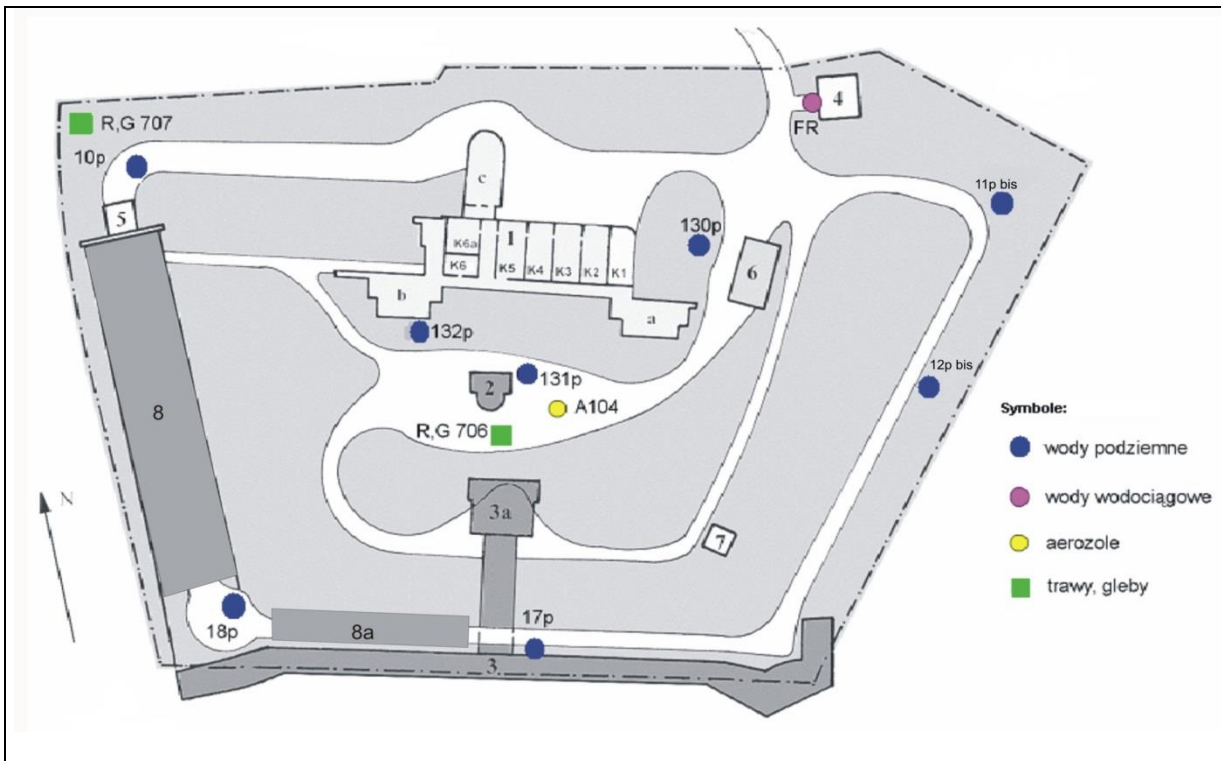 4
R,G 707
FR
10p
c
11p bis
5
130p
1
K6a
K6
K5
K4
K3
K2
K1
6
b
a
132p
131p
2
12p bis
8
A104
Symbole:
R,G 706
wody podziemne
N
wody wodociągowe
3a
7
aerozole
trawy, gleby
17p
18p
8a
3